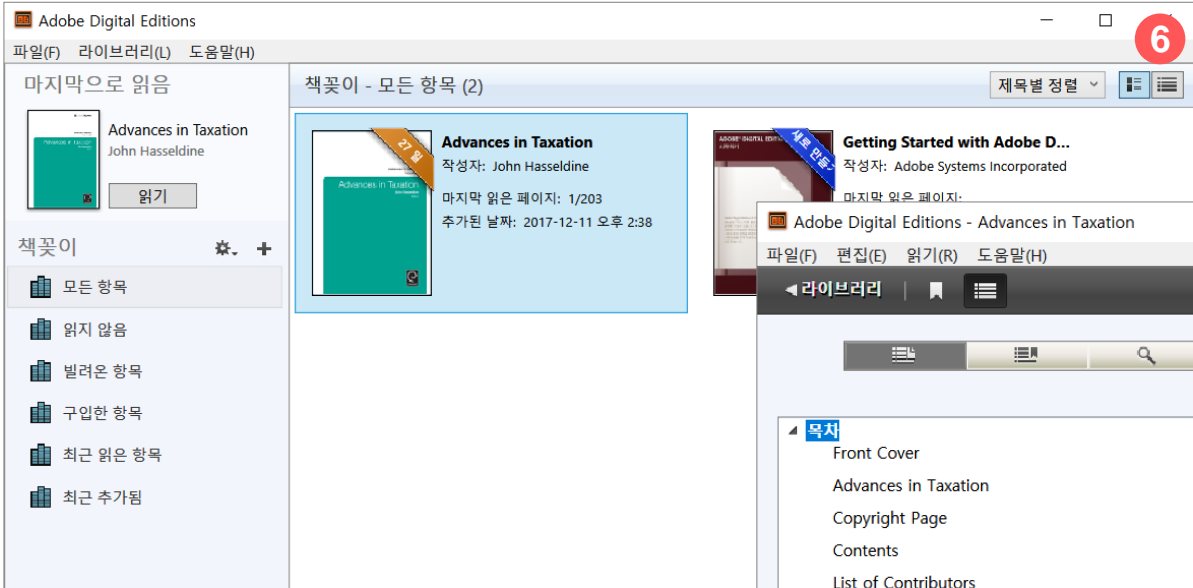 Adobe Digital Editions
6
파일(F) 라이브러리(L) 도움말(H)
마지막으로 읽음
Advances in Taxation
John Hasseldine
읽기
책꽂이
모든 항목
읽지 않음
빌려온 항목
구입한 항목
최근 읽은 항목
최근 추가됨
책꽂이 - 모든 항목 (2)
제목별 정렬
27 일
Advances in Taxation
Advances in Taxation
작성자: John Hasseldine
마지막 읽은 페이지: 1/203
추가된 날짜: 2017-12-11 오후 2:38
새로 만들기
Getting Started with Adobe D...
작성자: Adobe Systems Incorporated
마지막 읽은 페이지:
Adobe Digital Editions - Advances in Taxation
파일(F) 편집(E) 읽기(R) 도움말(H)
◀라이브러리
목차
Front Cover
Advances in Taxation
Copyright Page
Contents
List of Contributors